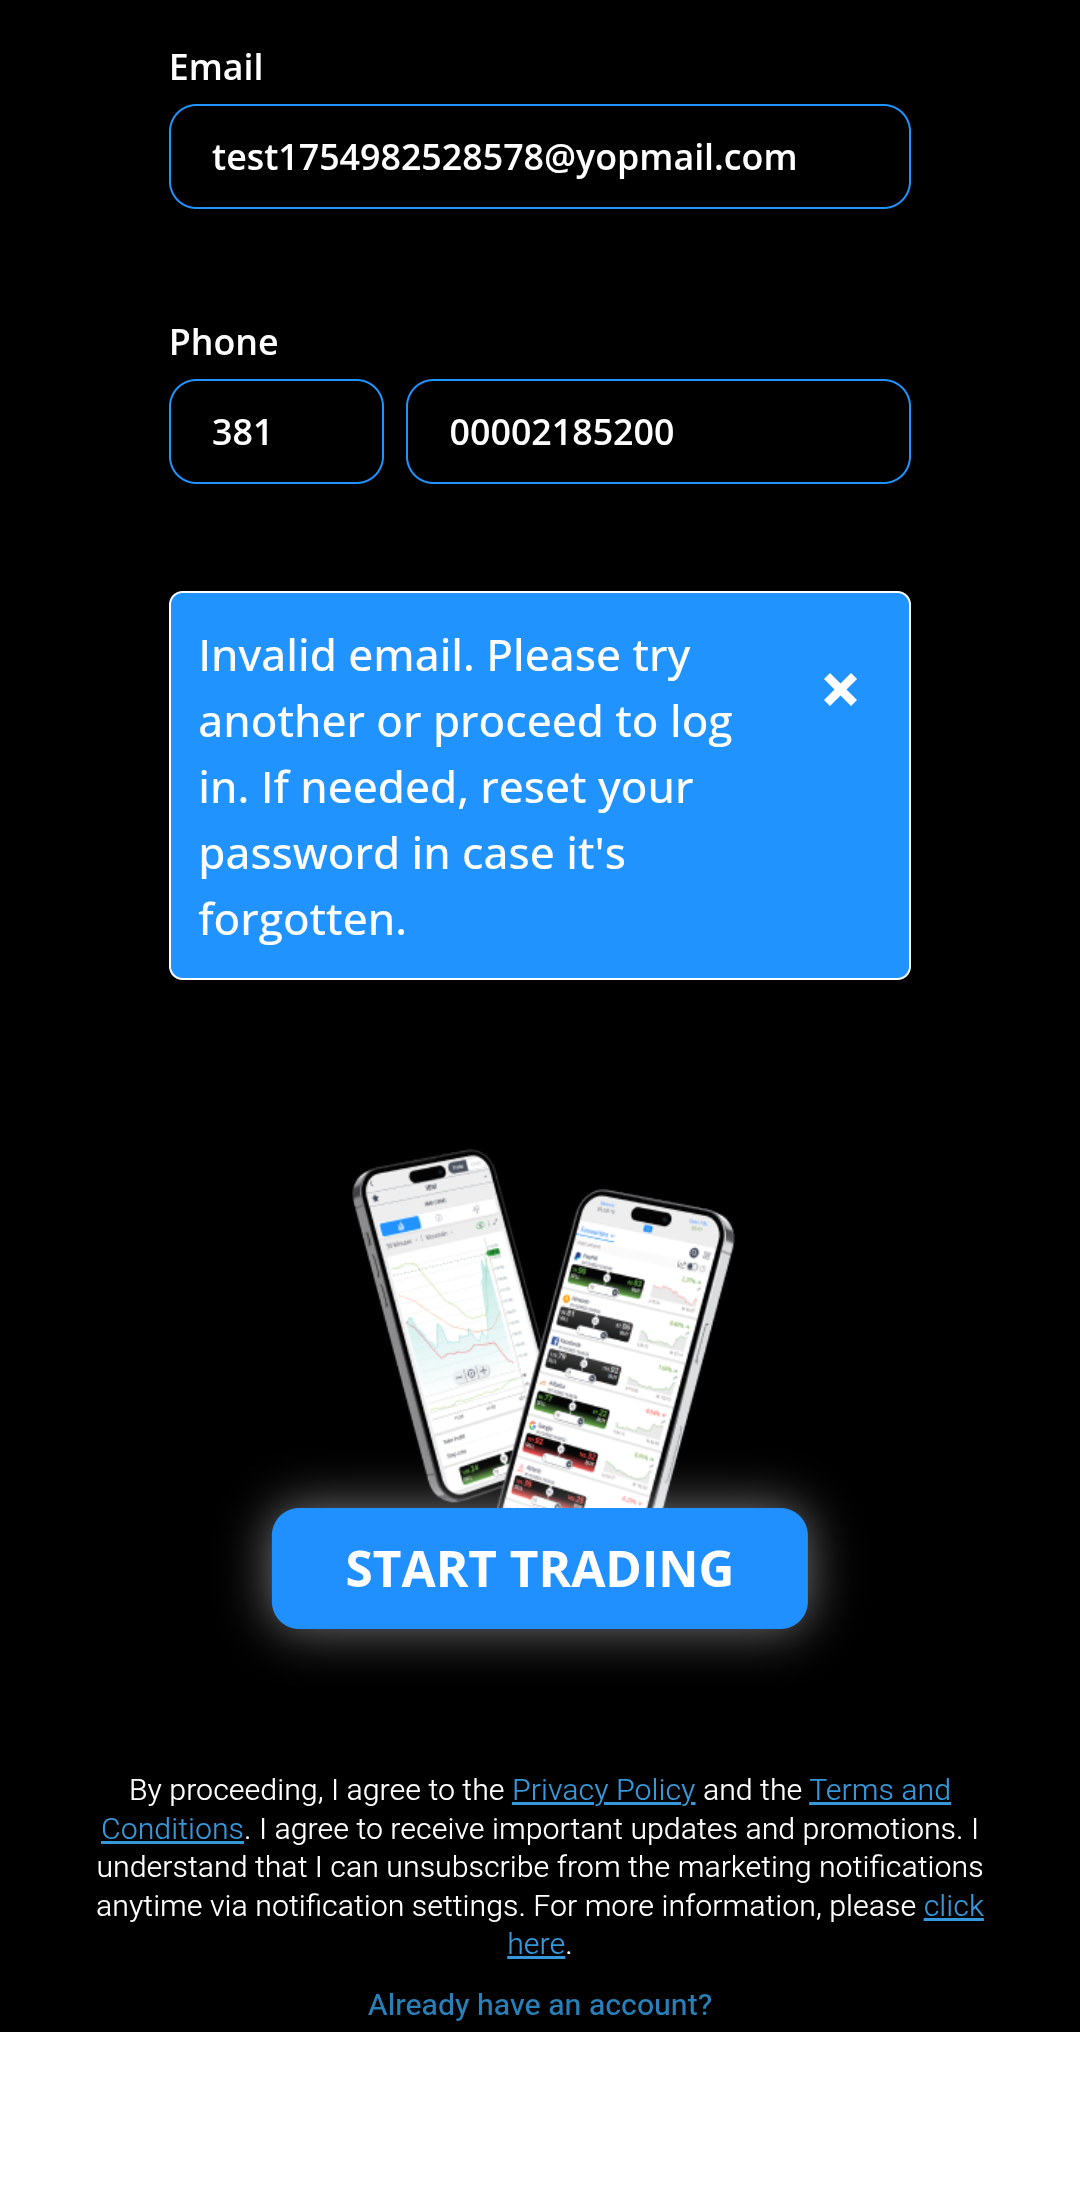 Email
test1754982528578@yopmail.com
Phone
381
00002185200
Invalid email. Please try
another or proceed to log
in. If needed, reset your
password in case it's
forgotten.
START TRADING
By proceeding, I agree to the Privacy Policy and the Terms and
Conditions. I agree to receive important updates and promotions. I
understand that I can unsubscribe from the marketing notifications
anytime via notification settings. For more information, please click
here.
Already have an account?